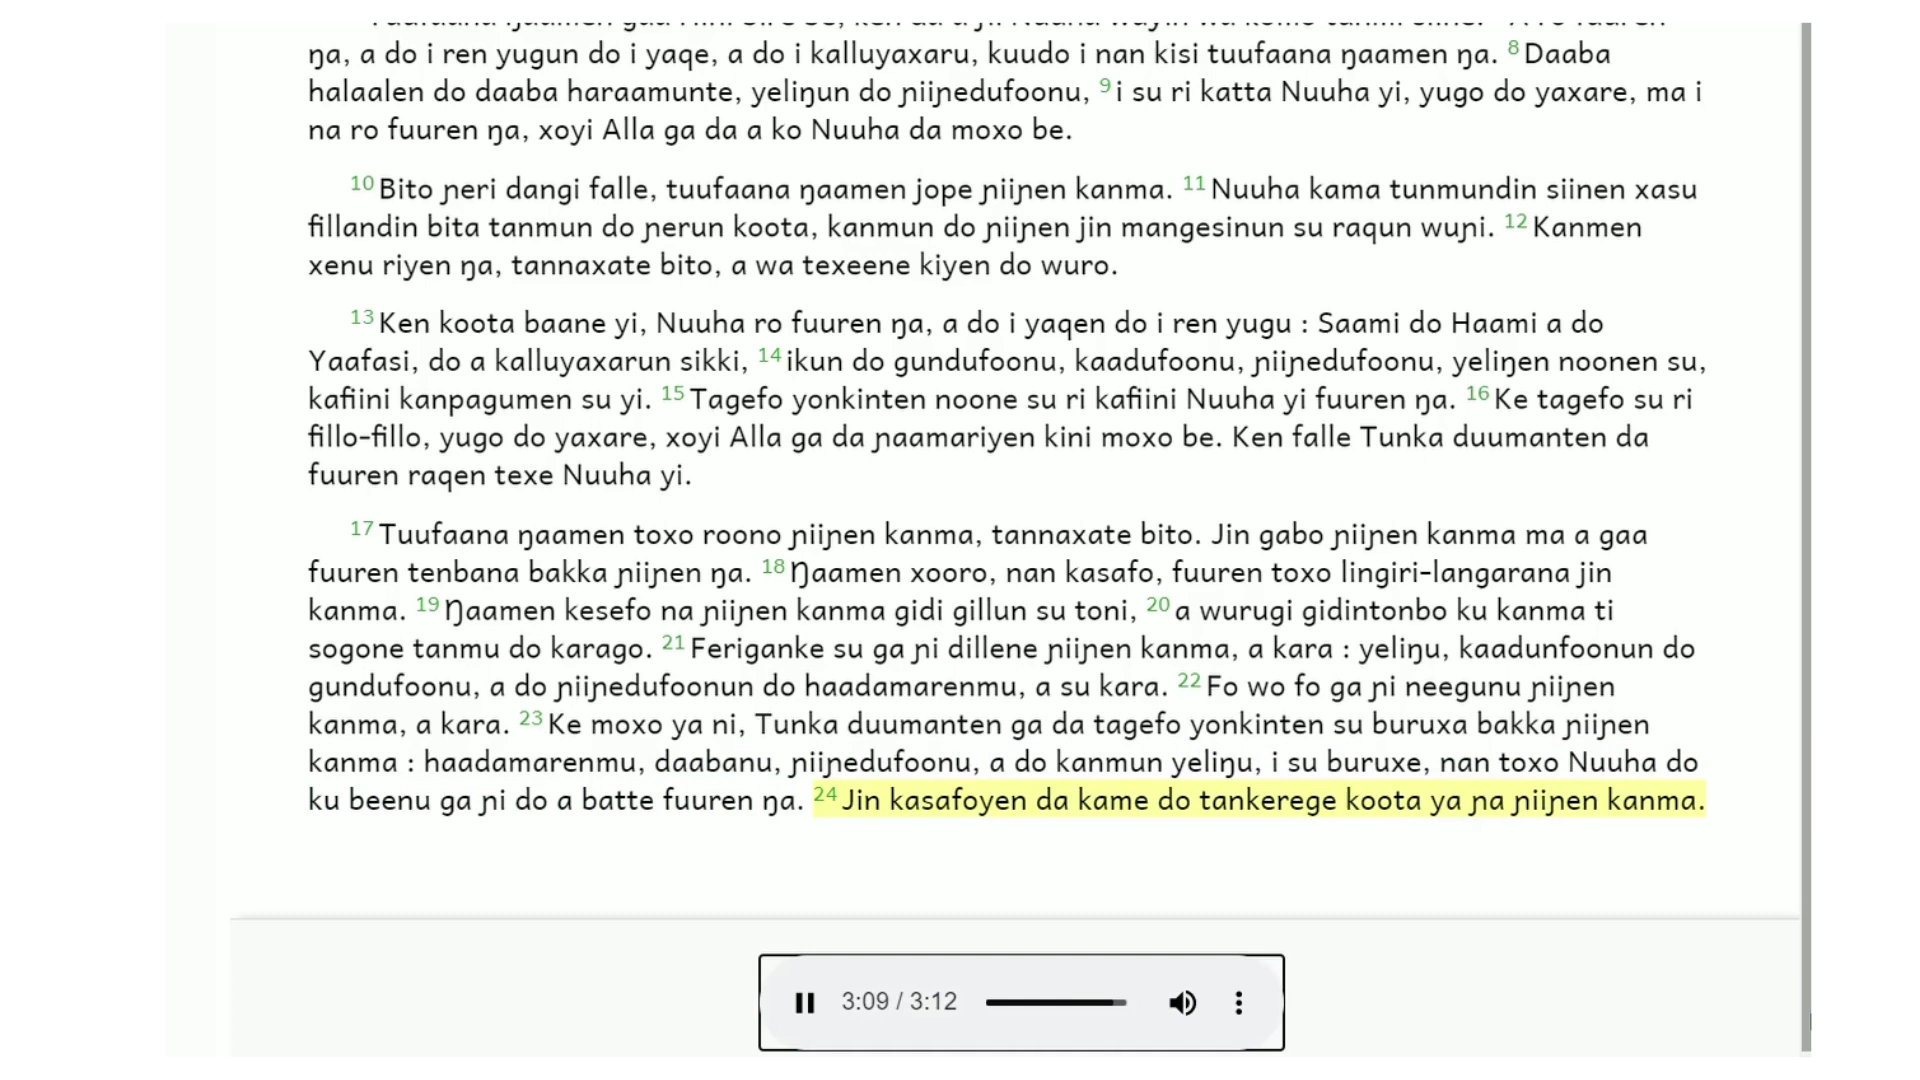 ŋa, a do i ren yugun do i yaqe, a do i kalluyaxaru, kuudo i nan kisi tuufaana ŋaamen ŋa. 8 Daaba
halaalen do daaba haraamunte, yeliŋun do ɲiiɲedufoonu, 9 i su ri katta Nuuha yi, yugo do yaxare, ma i
na ro fuuren ŋa, xoyi Alla ga da a ko Nuuha da moxo be.
10 Bito ɲeri dangi falle, tuufaana ŋaamen jope ɲiiɲen kanma. 11 Nuuha kama tunmundin siinen xasu
fillandin bita tanmun do ɲerun koota, kanmun do ɲiiɲen jin mangesinun su raqun wuɲi. 12 Kanmen
xenu riyen ŋa, tannaxate bito, a wa texeene kiyen do wuro.
13 Ken koota baane yi, Nuuha ro fuuren ŋa, a do i yaqen do i ren yugu : Saami do Haami a do
Yaafasi, do a kalluyaxarun sikki, 14 ikun do gundufoonu, kaadufoonu, ɲiiɲedufoonu, yeliŋen noonen su,
kafiini kanpagumen su yi. 15 Tagefo yonkinten noone su ri kafiini Nuuha yi fuuren ŋa. 16 Ke tagefo su ri
fillo-fillo, yugo do yaxare, xoyi Alla ga da ɲaamariyen kini moxo be. Ken falle Tunka duumanten da
fuuren raqen texe Nuuha yi.
17 Tuufaana ŋaamen toxo roono ɲiiɲen kanma, tannaxate bito. Jin gabo ɲiiɲen kanma ma a gaa
fuuren tenbana bakka ɲiiɲen ŋa. 18 Ŋaamen xooro, nan kasafo, fuuren toxo lingiri-langarana jin
kanma. 19 Ŋaamen kesefo na ɲiiɲen kanma gidi gillun su toni, 20 a wurugi gidintonbo ku kanma ti
sogone tanmu do karago. 21 Feriganke su ga ɲi dillene ɲiiɲen kanma, a kara : yeliŋu, kaadunfoonun do
gundufoonu, a do ɲiiɲedufoonun do haadamarenmu, a su kara. 22 Fo wo fo ga ɲi neegunu ɲiiɲen
kanma, a kara. 23 Ke moxo ya ni, Tunka duumanten ga da tagefo yonkinten su buruxa bakka ɲiiɲen
kanma : haadamarenmu, daabanu, ɲiiɲedufoonu, a do kanmun yeliŋu, i su buruxe, nan toxo Nuuha do
ku beenu ga ɲi do a batte fuuren ŋa. 24 Jin kasafoyen da kame do tankerege koota ya ɲa ɲiiɲen kanma.
3:09 / 3:12